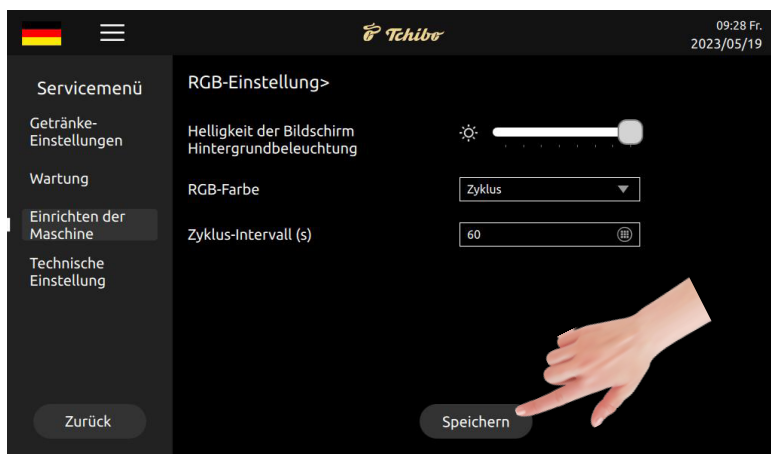 Tchibo
09:28 Fr.
2023/05/19
Servicemenü
Getränke-
Einstellungen
Wartung
Einrichten der
Maschine
Technische
Einstellung
Zurück
RGB-Einstellung>
Helligkeit der Bildschirm
Hintergrundbeleuchtung
RGB-Farbe
Zyklus
Zyklus-Intervall (s)
60
Speichern